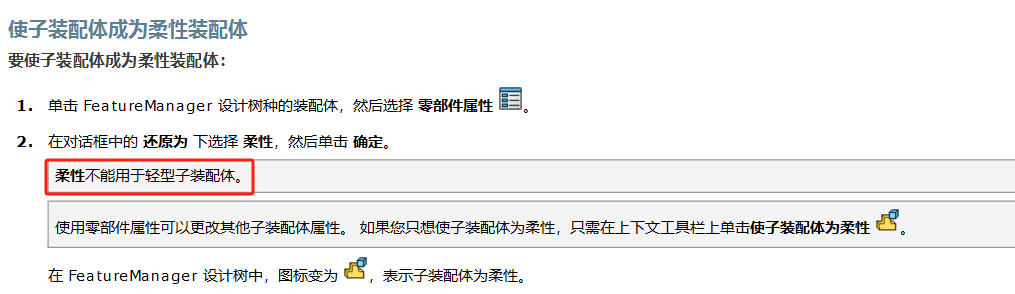 使子装配体成为柔性装配体
要使子装配体成为柔性装配体：
1. 单击 FeatureManager 设计树种的装配体，然后选择 零部件属性 。
2. 在对话框中的 还原为 下选择 柔性，然后单击 确定。
柔性不能用于轻型子装配体。
使用零部件属性可以更改其他子装配体属性。 如果您只想使子装配体为柔性，只需在上下文工具栏上单击使子装配体为柔性 。
在 FeatureManager 设计树中，图标变为 ，表示子装配体为柔性。